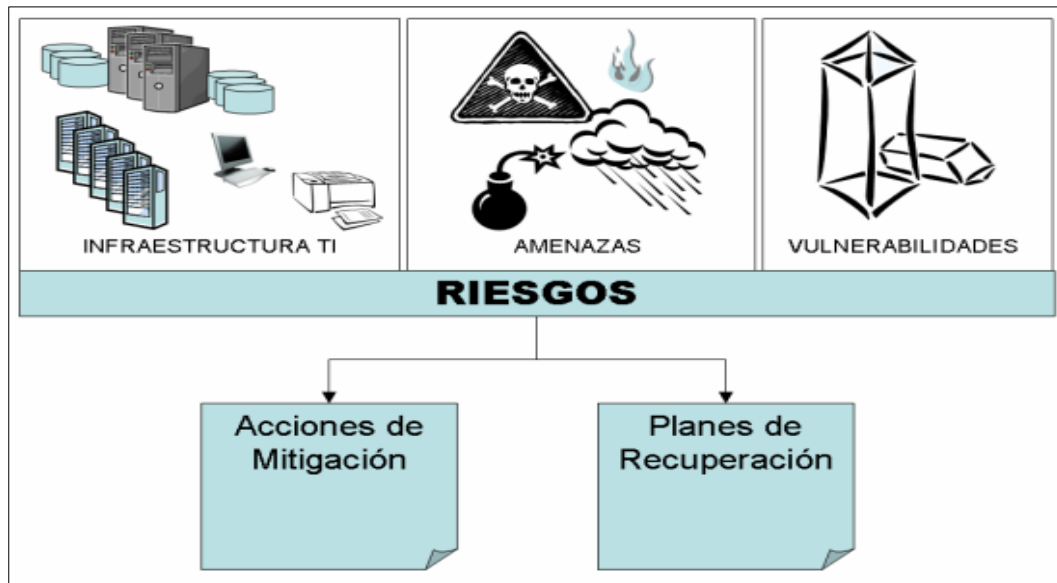 INFRAESTRUCTURA TI
AMENAZAS
VULNERABILIDADES
RIESGOS
Acciones de
Mitigación
Planes de
Recuperación